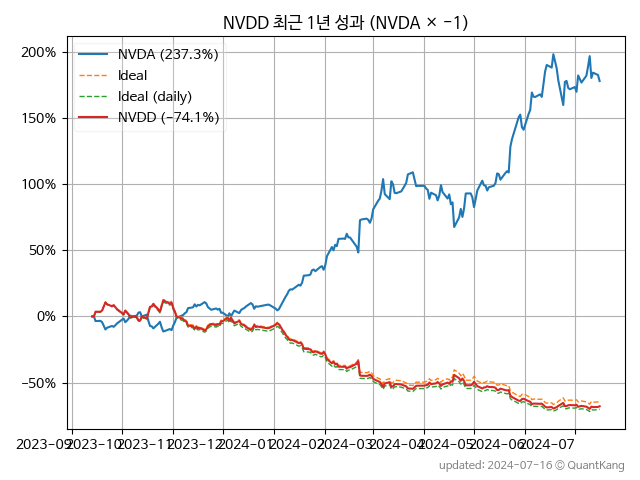 NVDD 최근 1년 성과 (NVDA × −1)
NVDA (237.3%)
Ideal
Ideal (daily)
NVDD (−74.1%)
200%
150%
100%
50%
0%
−50%
2023-09 2023-10 2023-11 2023-12 2024-01 2024-02 2024-03 2024-04 2024-05 2024-06 2024-07
updated: 2024-07-16 © QuantKang